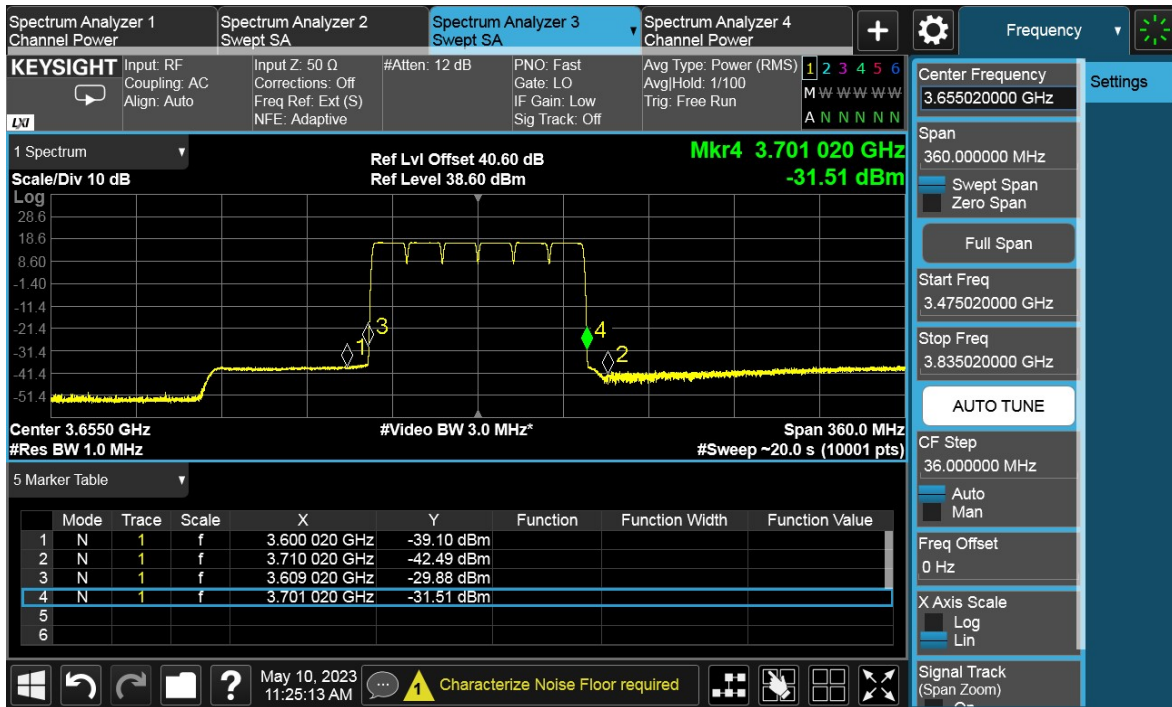 Spectrum Analyzer 1
Channel Power
Spectrum Analyzer 2
Swept SA
Spectrum Analyzer 3
Swept SA
Spectrum Analyzer 4
Channel Power
+
Frequency
KEYSIGHT
LXI
Input: RF
Coupling: AC
Align: Auto
Input Z: 50 Ω
Corrections: Off
Freq Ref: Ext (S)
NFE: Adaptive
#Atten: 12 dB
PNO: Fast
Gate: LO
IF Gain: Low
Sig Track: Off
Avg Type: Power (RMS)
Avg|Hold: 1/100
Trig: Free Run
1 2 3 4 5 6
M W W W W W
A N N N N N
1 Spectrum
Scale/Div 10 dB
Ref Lvl Offset 40.60 dB
Ref Level 38.60 dBm
Mkr4 3.701 020 GHz
-31.51 dBm
Log
28.6
18.6
8.60
-1.40
-11.4
-21.4
-31.4
-41.4
-51.4
1
3
4
2
Center 3.6550 GHz
#Res BW 1.0 MHz
#Video BW 3.0 MHz*
Span 360.0 MHz
#Sweep ~20.0 s (10001 pts)
5 Marker Table
Mode Trace Scale X Y Function Function Width Function Value
1 N 1 f 3.600 020 GHz -39.10 dBm
2 N 1 f 3.710 020 GHz -42.49 dBm
3 N 1 f 3.609 020 GHz -29.88 dBm
4 N 1 f 3.701 020 GHz -31.51 dBm
5
6
?
May 10, 2023
11:25:13 AM
1
Characterize Noise Floor required
Center Frequency
3.655020000 GHz
Span
360.000000 MHz
Swept Span
Zero Span
Full Span
Start Freq
3.475020000 GHz
Stop Freq
3.835020000 GHz
AUTO TUNE
CF Step
36.000000 MHz
Auto
Man
Freq Offset
0 Hz
X Axis Scale
Log
Lin
Signal Track
(Span Zoom)
Settings